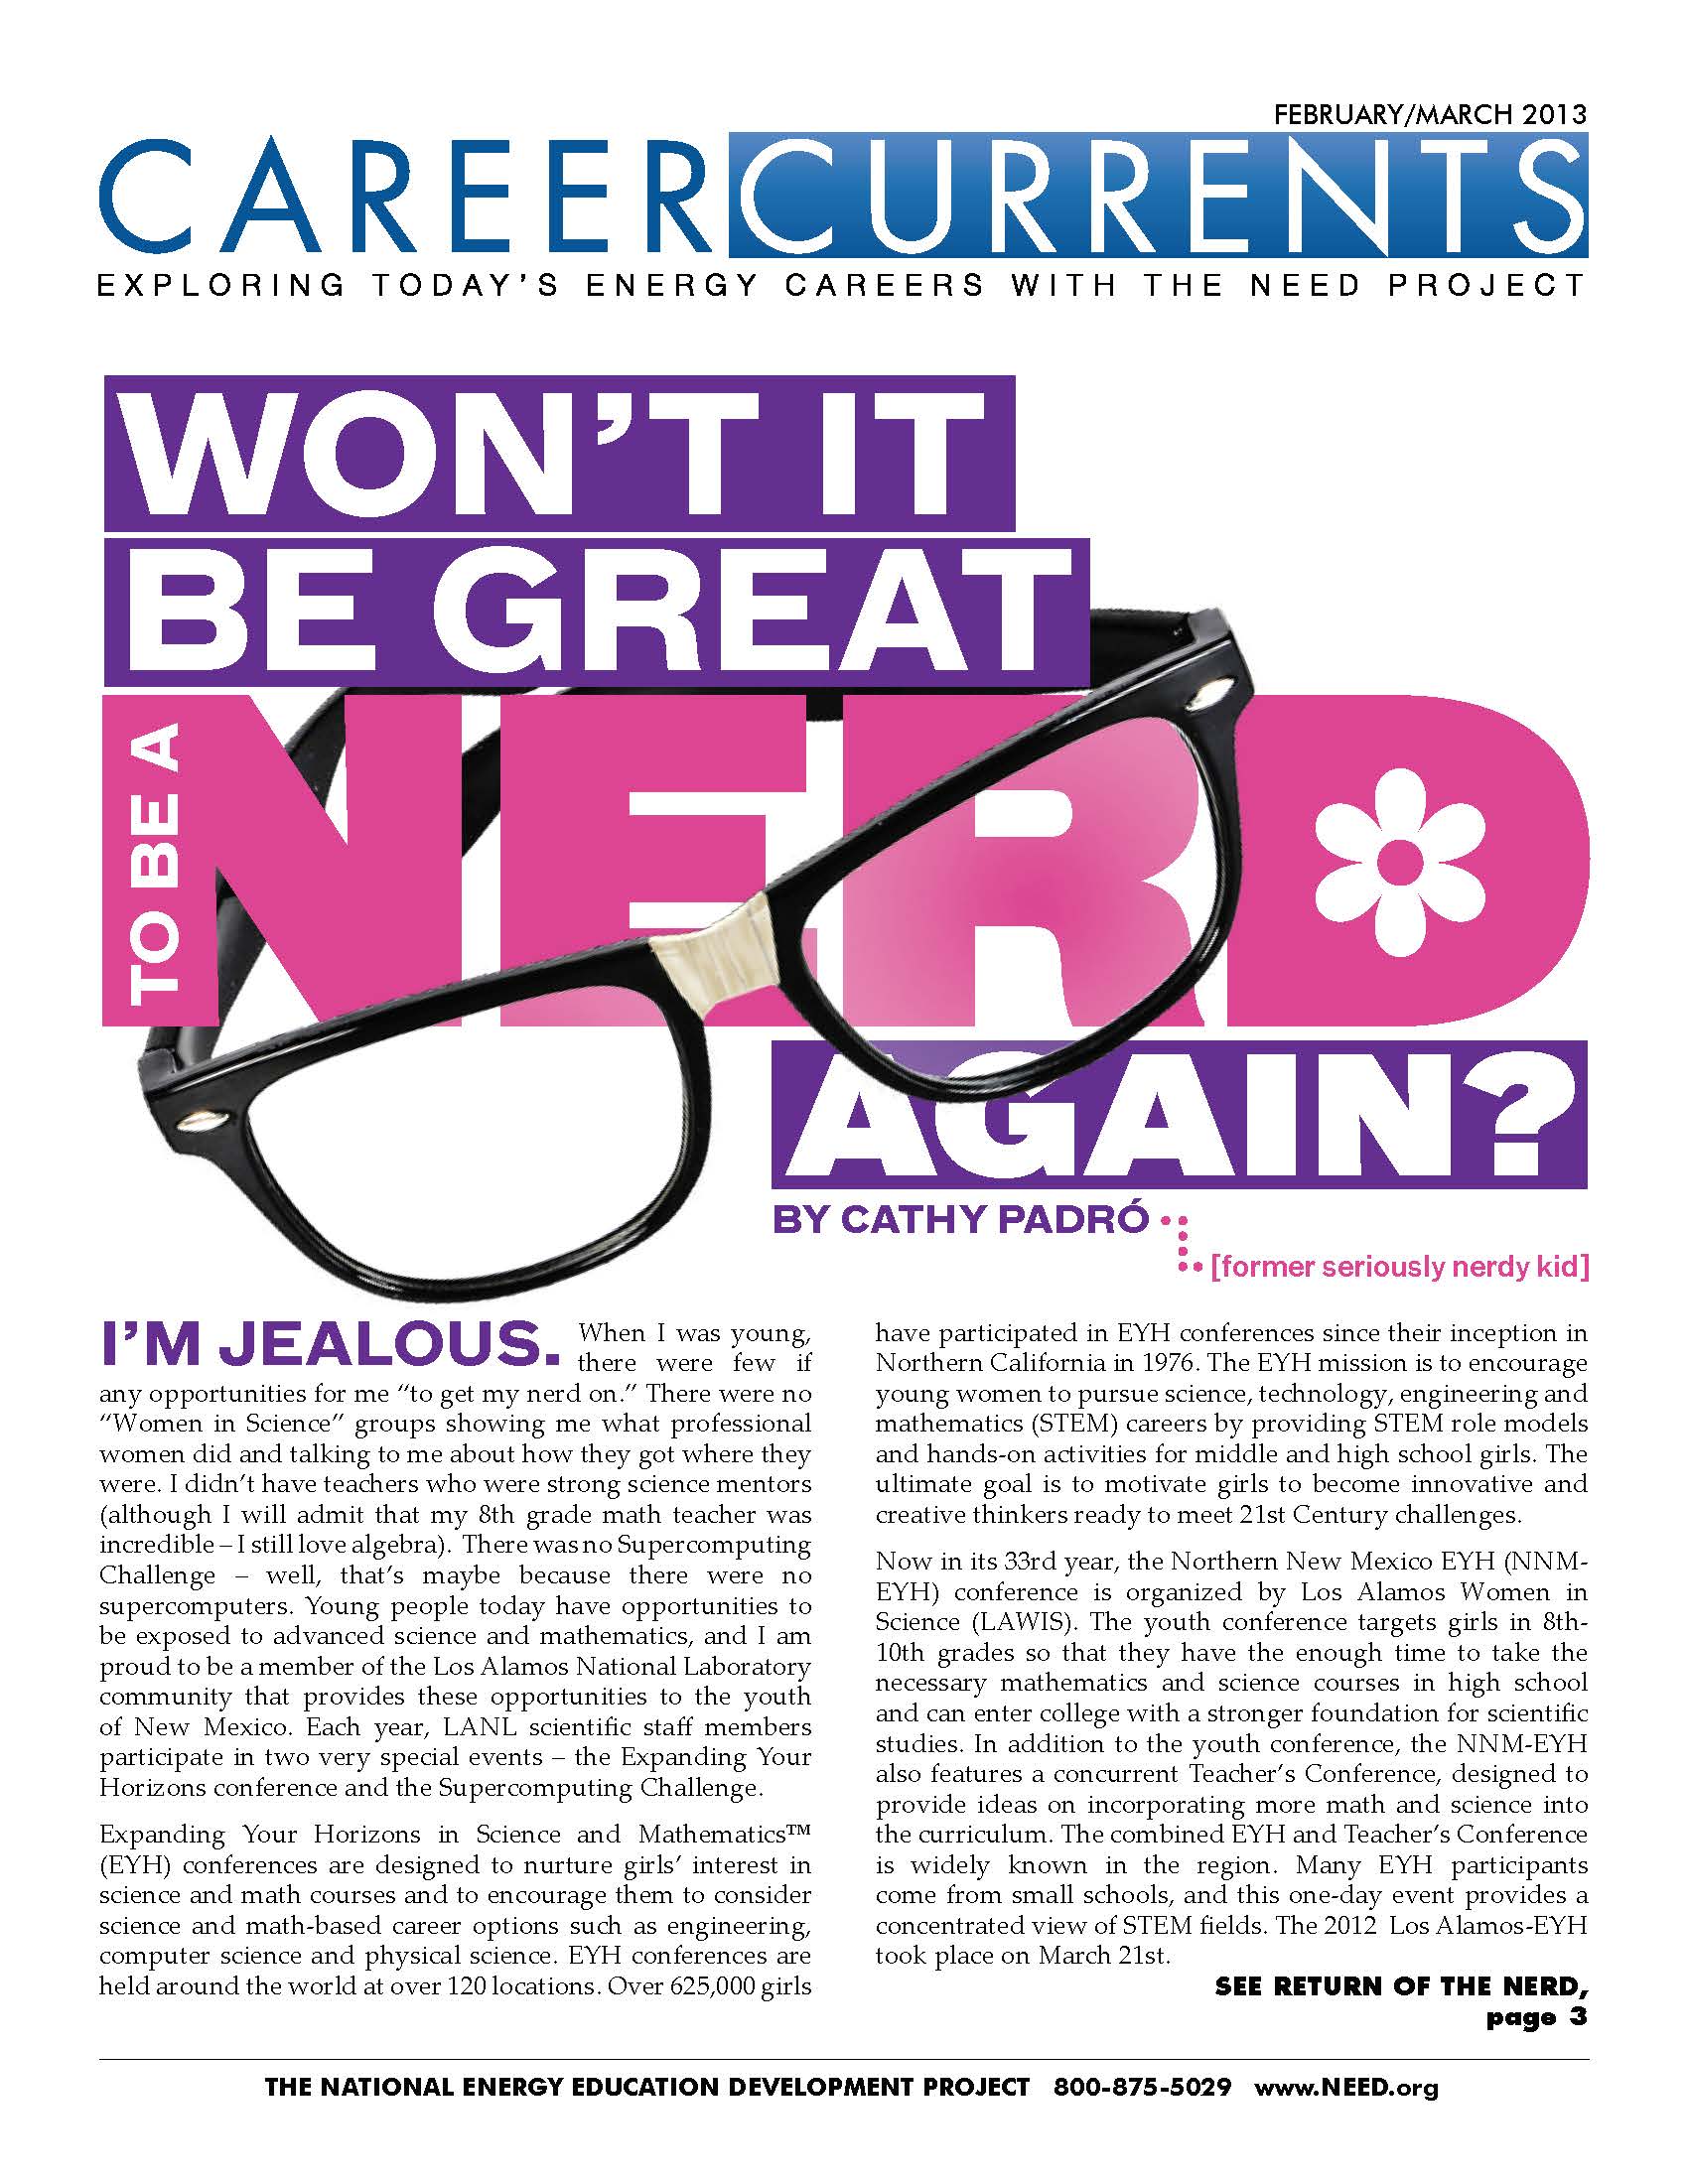 FEBRUARY/MARCH 2013
CAREERCURRENTS
EXPLORING TODAY'S ENERGY CAREERS WITH THE NEED PROJECT
WON'T IT
BE GREAT
TO BE A
NERD
AGAIN?
BY CATHY PADRÓ
[former seriously nerdy kid]
I'M JEALOUS. When I was young,
there were few if
any opportunities for me “to get my nerd on.” There were no
“Women in Science” groups showing me what professional
women did and talking to me about how they got where they
were. I didn't have teachers who were strong science mentors
(although I will admit that my 8th grade math teacher was
incredible – I still love algebra). There was no Supercomputing
Challenge – well, that's maybe because there were no
supercomputers. Young people today have opportunities to
be exposed to advanced science and mathematics, and I am
proud to be a member of the Los Alamos National Laboratory
community that provides these opportunities to the youth
of New Mexico. Each year, LANL scientific staff members
participate in two very special events – the Expanding Your
Horizons conference and the Supercomputing Challenge.
Expanding Your Horizons in Science and Mathematics™
(EYH) conferences are designed to nurture girls' interest in
science and math courses and to encourage them to consider
science and math-based career options such as engineering,
computer science and physical science. EYH conferences are
held around the world at over 120 locations. Over 625,000 girls
have participated in EYH conferences since their inception in
Northern California in 1976. The EYH mission is to encourage
young women to pursue science, technology, engineering and
mathematics (STEM) careers by providing STEM role models
and hands-on activities for middle and high school girls. The
ultimate goal is to motivate girls to become innovative and
creative thinkers ready to meet 21st Century challenges.
Now in its 33rd year, the Northern New Mexico EYH (NNM-
EYH) conference is organized by Los Alamos Women in
Science (LAWIS). The youth conference targets girls in 8th-
10th grades so that they have the enough time to take the
necessary mathematics and science courses in high school
and can enter college with a stronger foundation for scientific
studies. In addition to the youth conference, the NNM-EYH
also features a concurrent Teacher's Conference, designed to
provide ideas on incorporating more math and science into
the curriculum. The combined EYH and Teacher's Conference
is widely known in the region. Many EYH participants
come from small schools, and this one-day event provides a
concentrated view of STEM fields. The 2012 Los Alamos-EYH
took place on March 21st.
SEE RETURN OF THE NERD,
page 3
THE NATIONAL ENERGY EDUCATION DEVELOPMENT PROJECT 800-875-5029 www.NEED.org